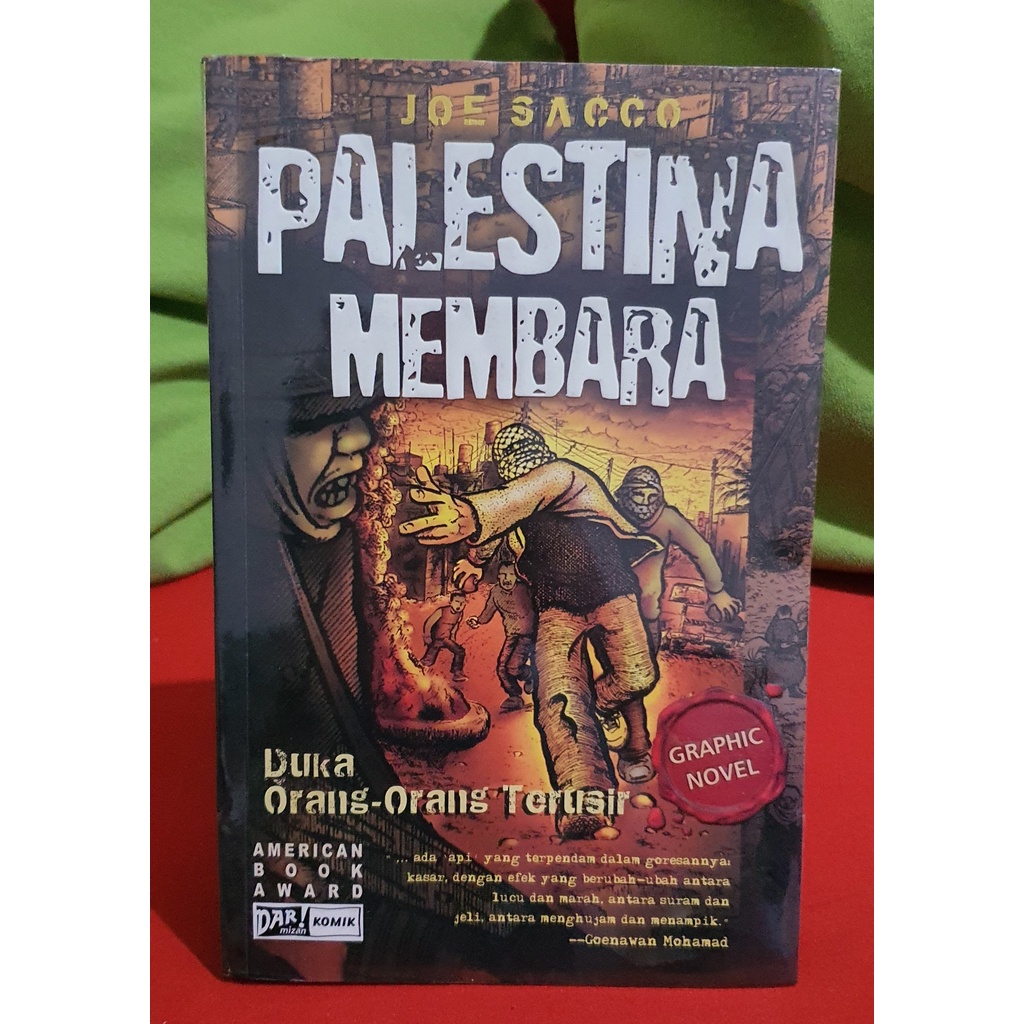 JOE SACCO
PALESTINA
MEMBARA
GRAPHIC
NOVEL
Duka
Orang-Orang Terusir
AMERICAN
BOOK
AWARD
DAR!
mizan
KOMIK
"... ada 'api' yang terpendam dalam goresannya:
kasar, dengan efek yang berubah-ubah antara
lucu dan marah, antara suram dan
jeli, antara menghujam dan menampik."
--Goenawan Mohamad